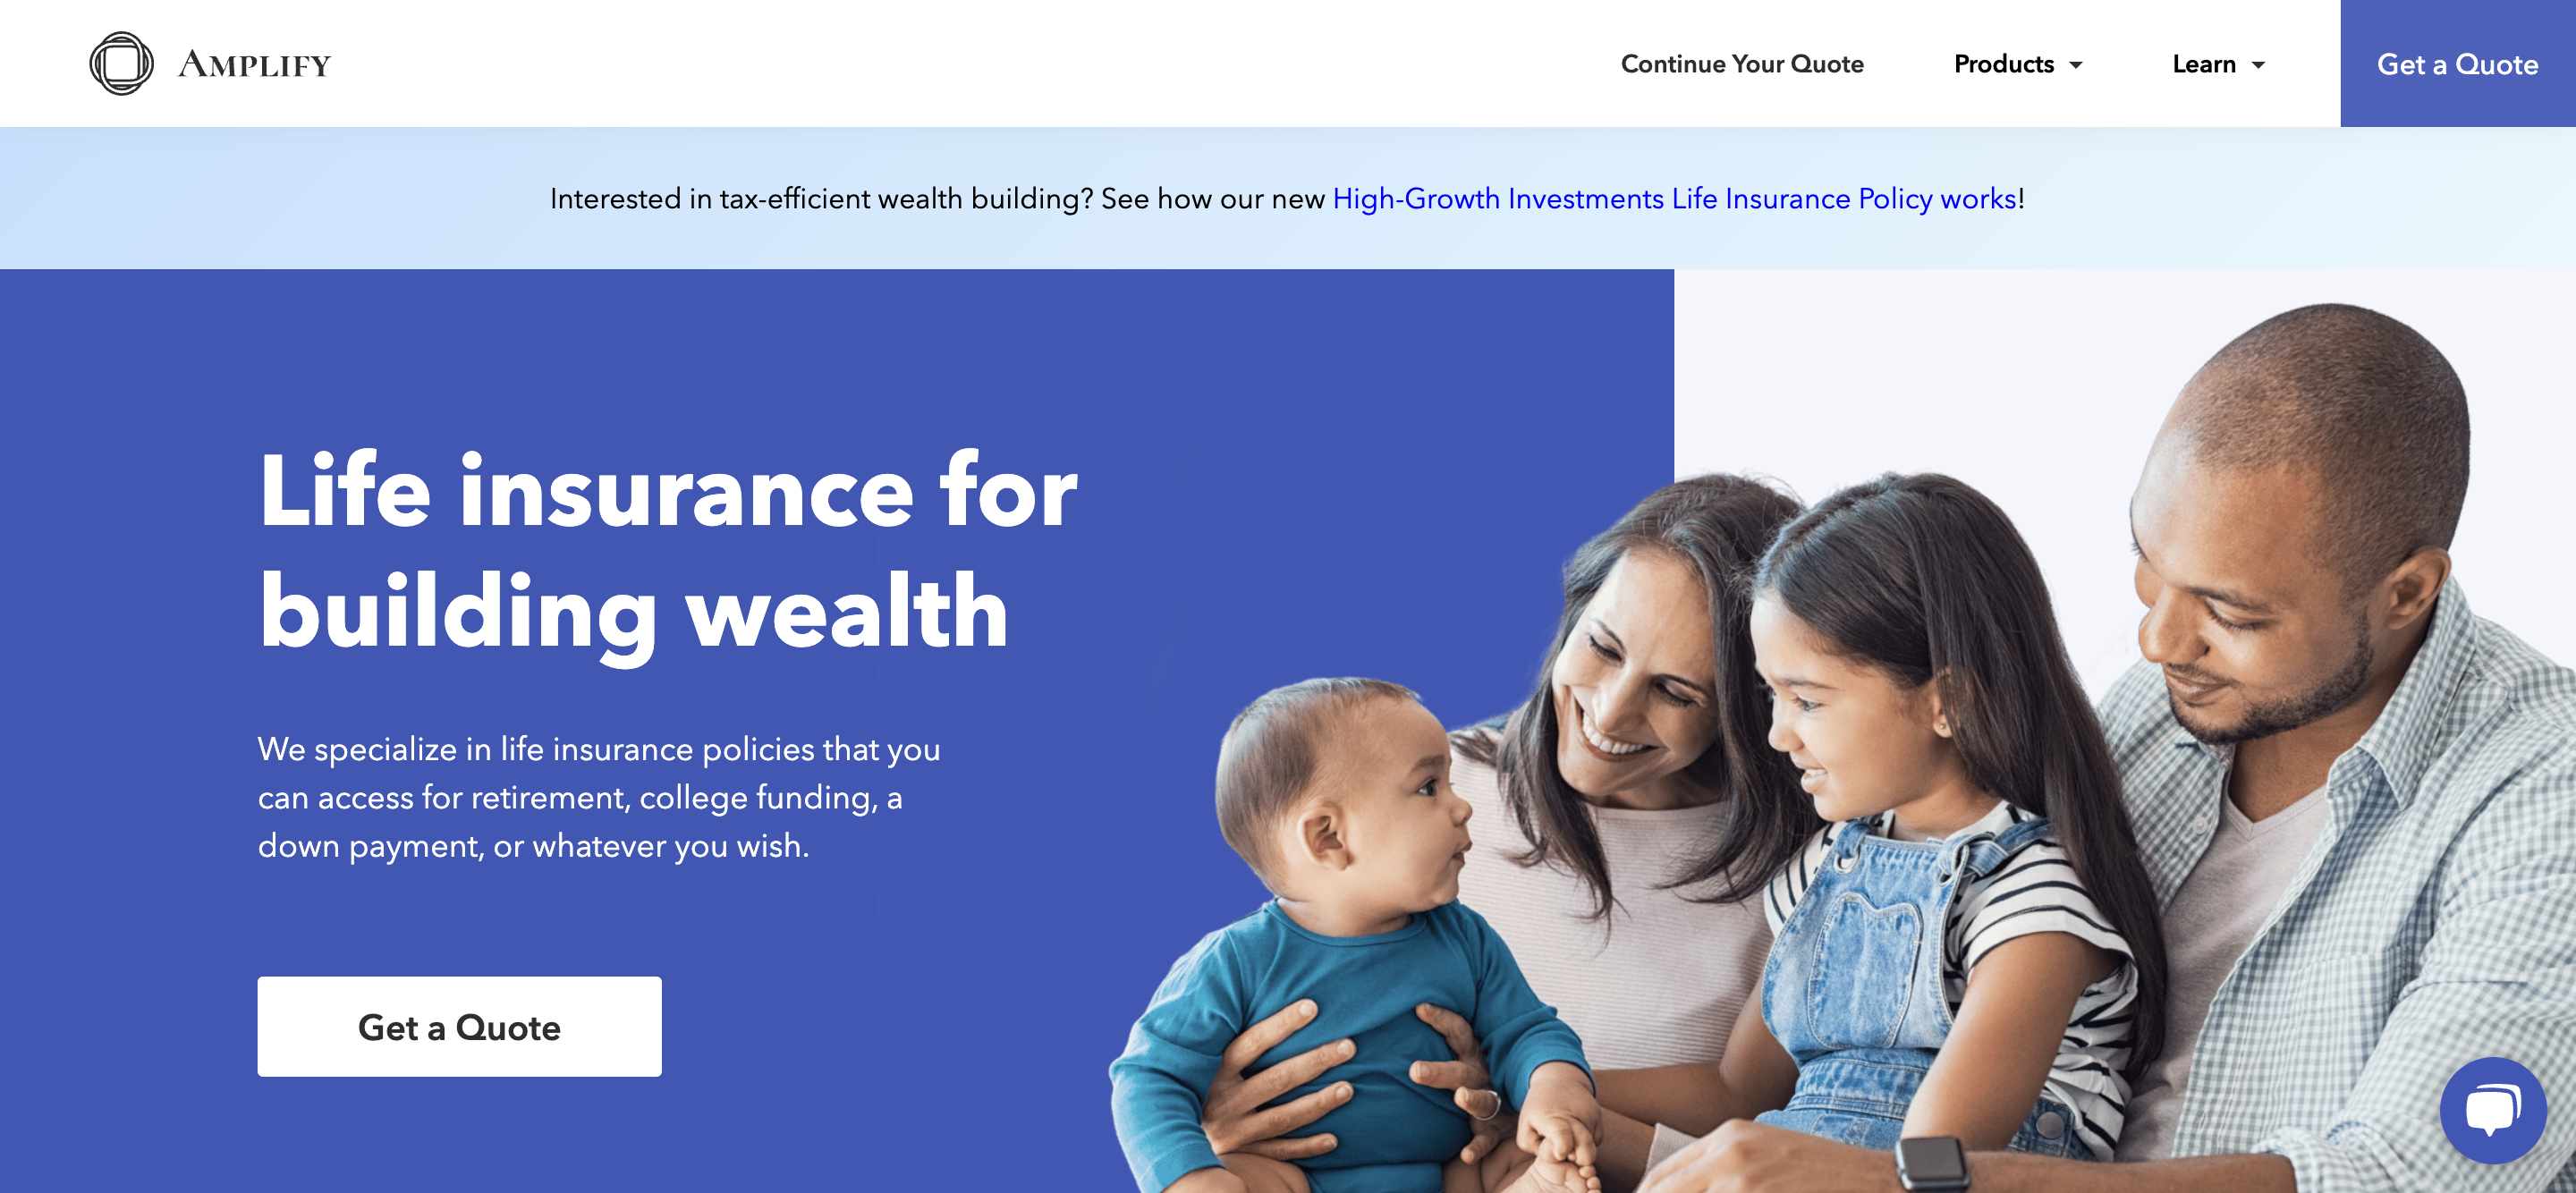 AMPLIFY
Continue Your Quote
Products
Learn
Get a Quote
Interested in tax-efficient wealth building? See how our new High-Growth Investments Life Insurance Policy works!
Life insurance for
building wealth
We specialize in life insurance policies that you
can access for retirement, college funding, a
down payment, or whatever you wish.
Get a Quote